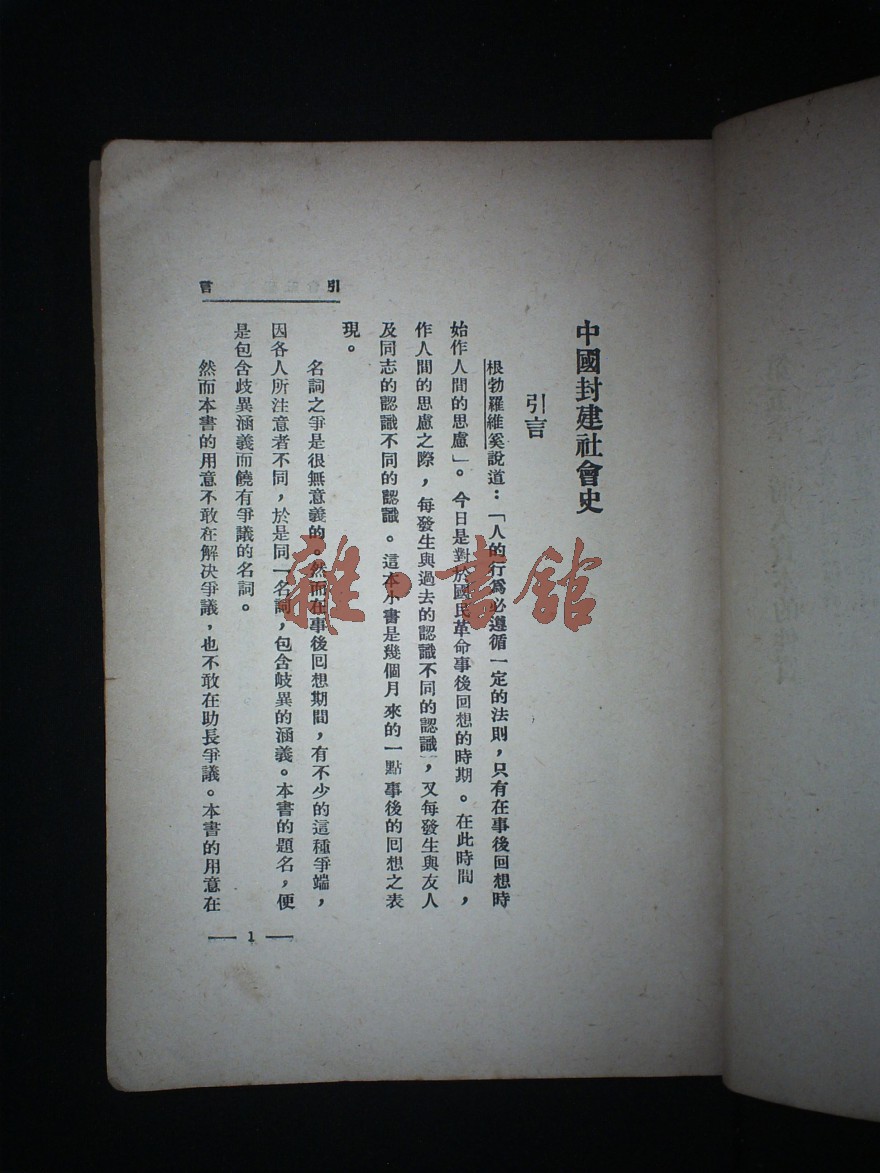 中國封建社會史
引言
根勃羅維奚說道：「人的行爲必遵循一定的法則，只有在事後回想時
始作人間的思慮」。今日是對於國民革命事後回想的時期。在此時間，
作人間的思慮之際，每發生與過去的認識不同的認識，又每發生與友人
及同志的認識不同的認識。這本小書是幾個月來的一點事後的回想之表
現。
名詞之爭是很無意義的。然而在事後回想期間，有不少的這種爭端，
因各人所注意者不同，於是同一名詞，包含歧異的涵義。本書的題名，便
是包含歧異涵義而饒有爭議的名詞。
然而本書的用意不敢在解决爭議，也不敢在助長爭議。本書的用意在
引言
— 1 —
雜·書館